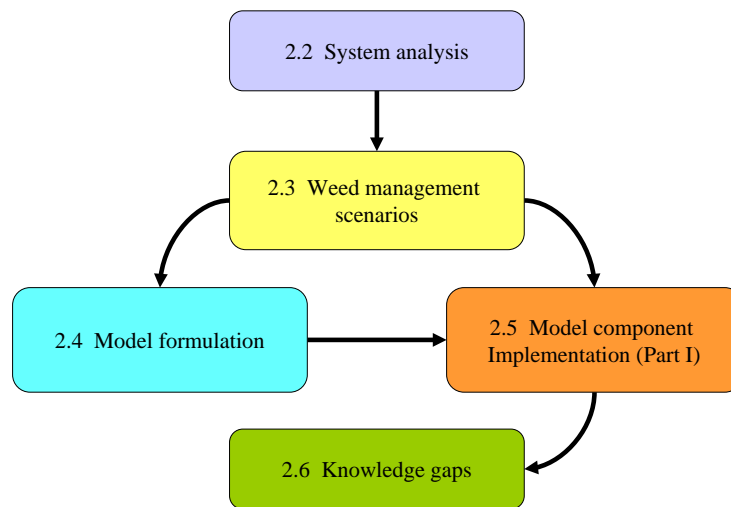 2.2 System analysis
2.3 Weed management
scenarios
2.4 Model formulation
2.5 Model component
Implementation (Part I)
2.6 Knowledge gaps